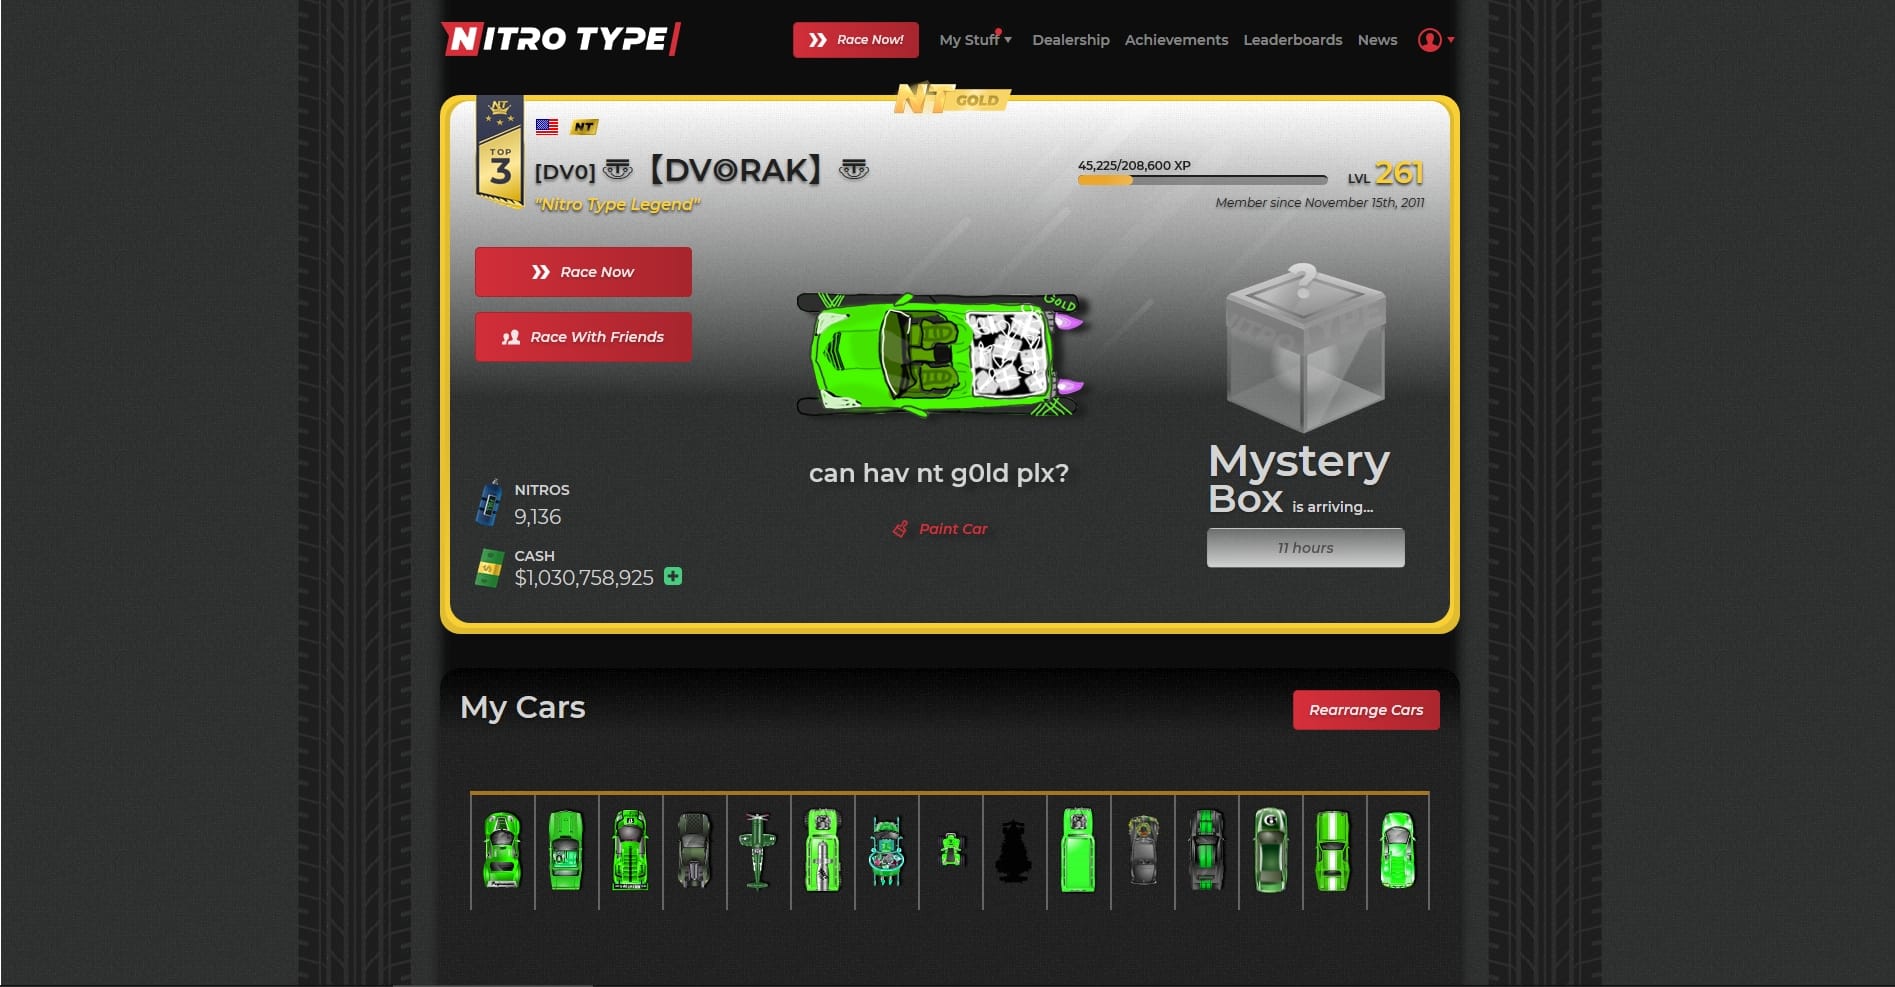 NITRO TYPE
Race Now!
My Stuff
Dealership
Achievements
Leaderboards
News
NT GOLD
NT
TOP
3
NT
[DV0] 【DV◎RAK】
"Nitro Type Legend"
45,225/208,600 XP
LVL 261
Member since November 15th, 2011
Race Now
Race With Friends
GOLD
?
can hav nt g0ld plx?
Paint Car
Mystery
Box is arriving...
11 hours
NITROS
9,136
CASH
$1,030,758,925
My Cars
Rearrange Cars